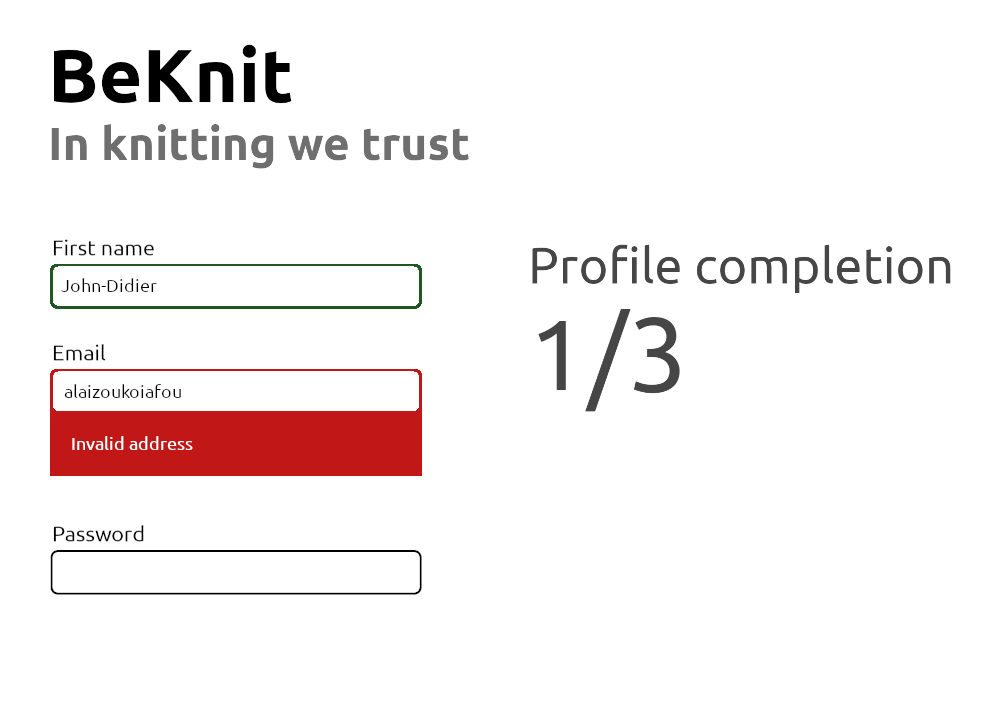 BeKnit
In knitting we trust
First name
John-Didier
Email
alaizoukoiafou
Invalid address
Password
Profile completion
1/3